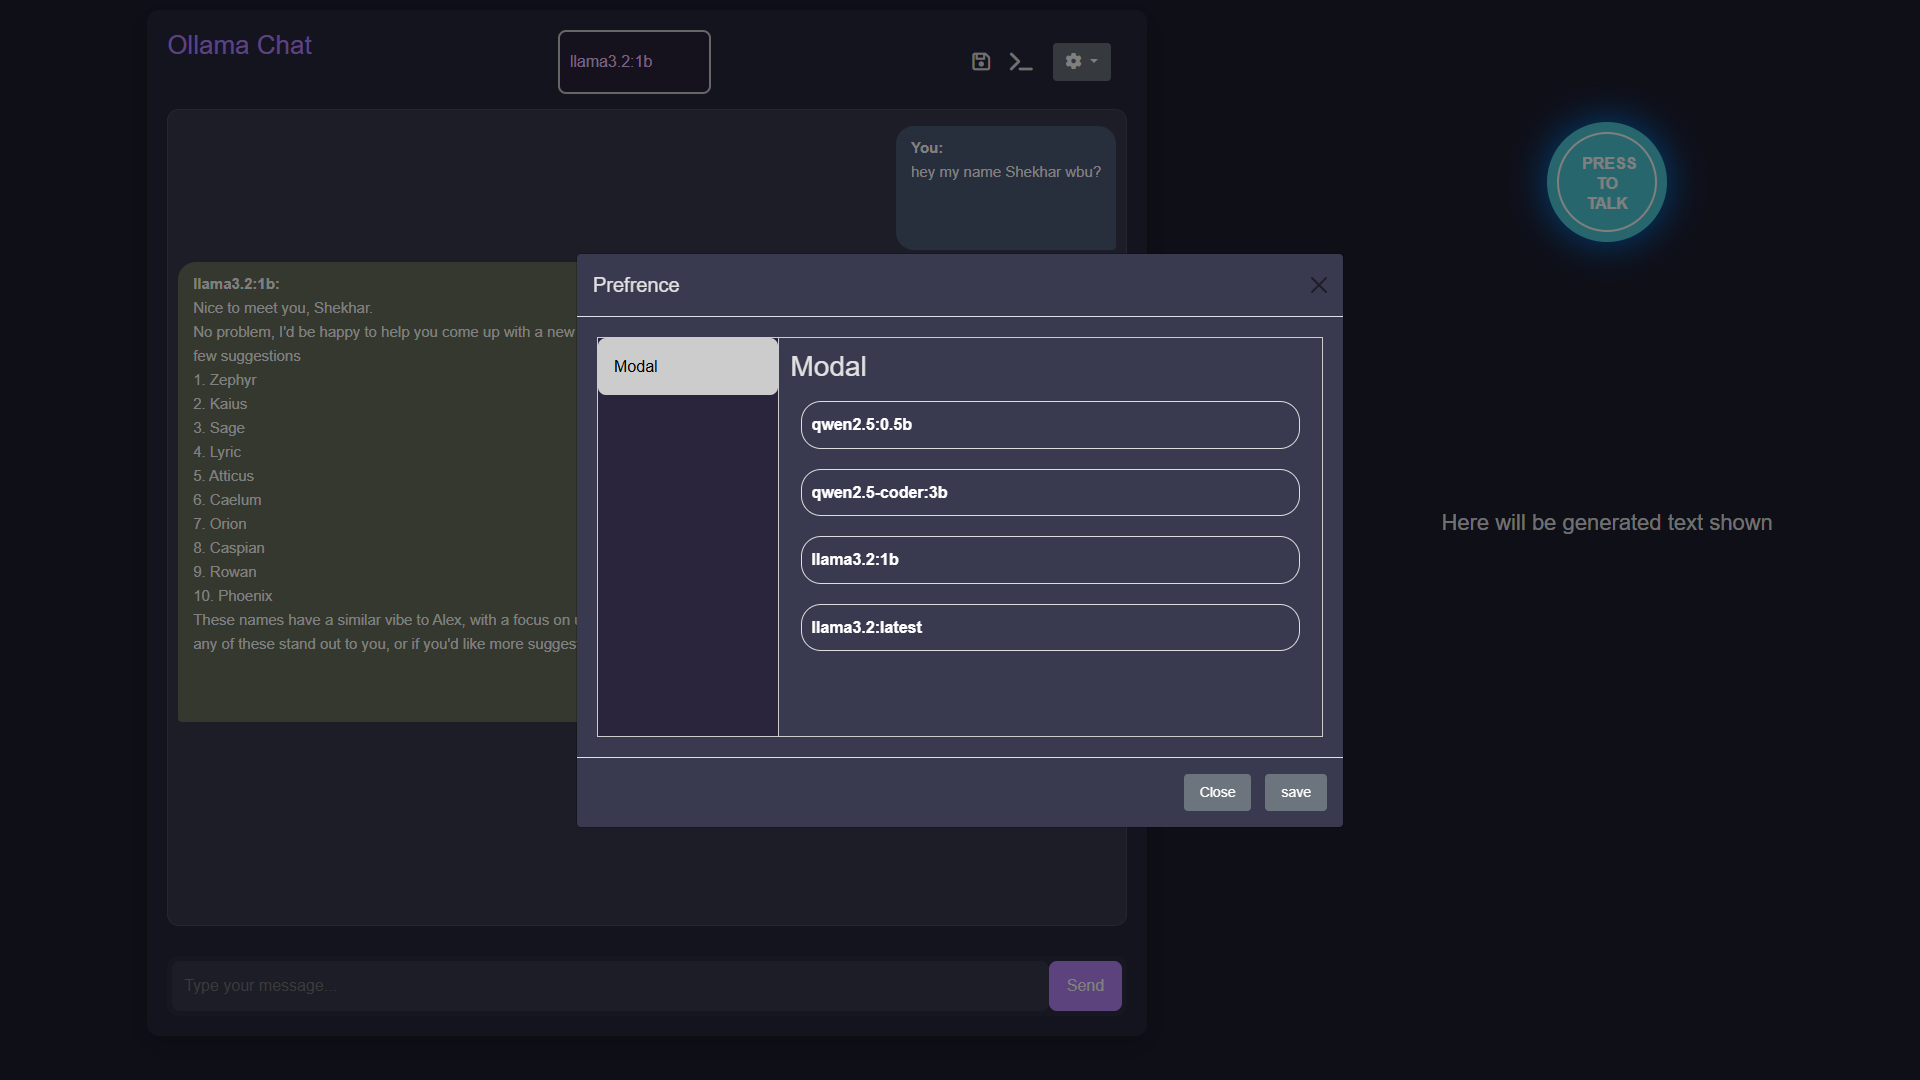 Ollama Chat
llama3.2:1b
You:
hey my name Shekhar wbu?
PRESS
TO
TALK
llama3.2:1b:
Nice to meet you, Shekhar.
No problem, I'd be happy to help you come up with a new
few suggestions
1. Zephyr
2. Kaius
3. Sage
4. Lyric
5. Atticus
6. Caelum
7. Orion
8. Caspian
9. Rowan
10. Phoenix
These names have a similar vibe to Alex, with a focus on
any of these stand out to you, or if you'd like more
Prefrence
Modal
Modal
qwen2.5:0.5b
qwen2.5-coder:3b
llama3.2:1b
llama3.2:latest
Close
save
Here will be generated text shown
Type your message...
Send